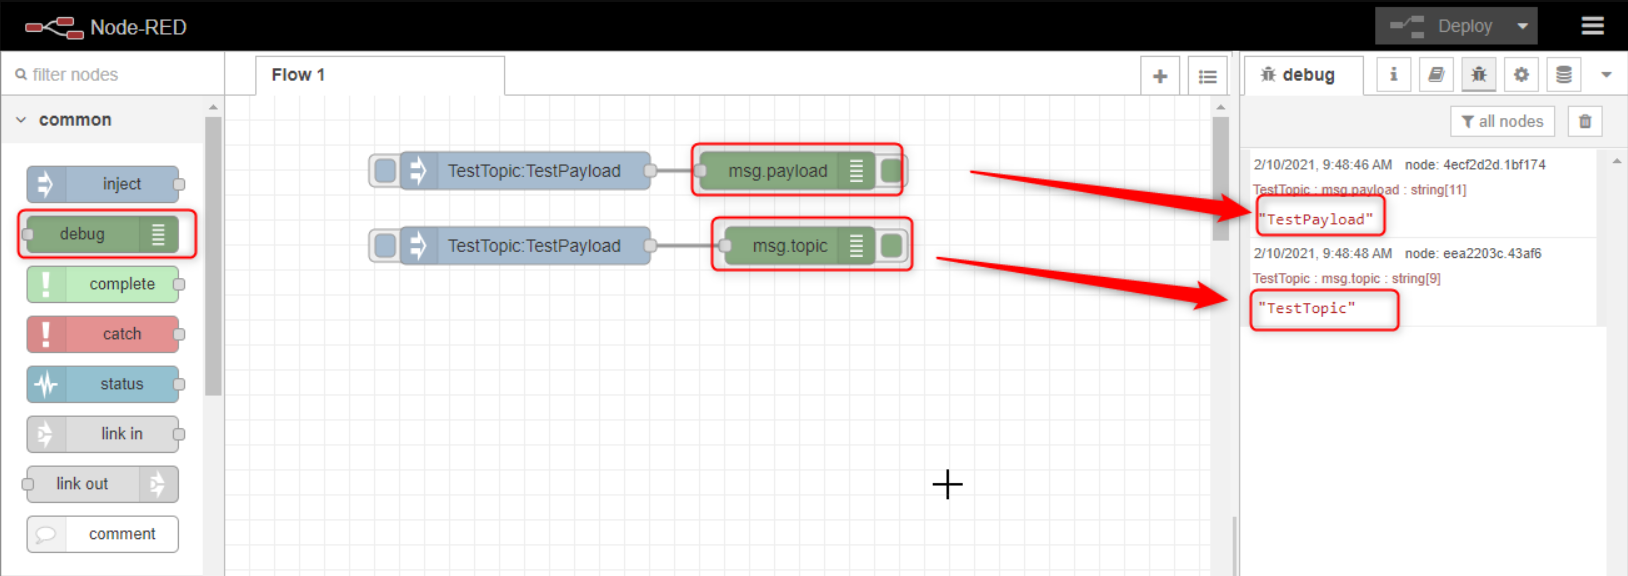 Node-RED
Deploy
filter nodes
Flow 1
debug
all nodes
common
inject
debug
complete
catch
status
link in
link out
comment
TestTopic:TestPayload
msg.payload
TestTopic:TestPayload
msg.topic
2/10/2021, 9:48:46 AM node: 4ecf2d2d.1bf174
TestTopic : msg.payload : string[11]
"TestPayload"
2/10/2021, 9:48:48 AM node: eea2203c.43af6
TestTopic : msg.topic : string[9]
"TestTopic"